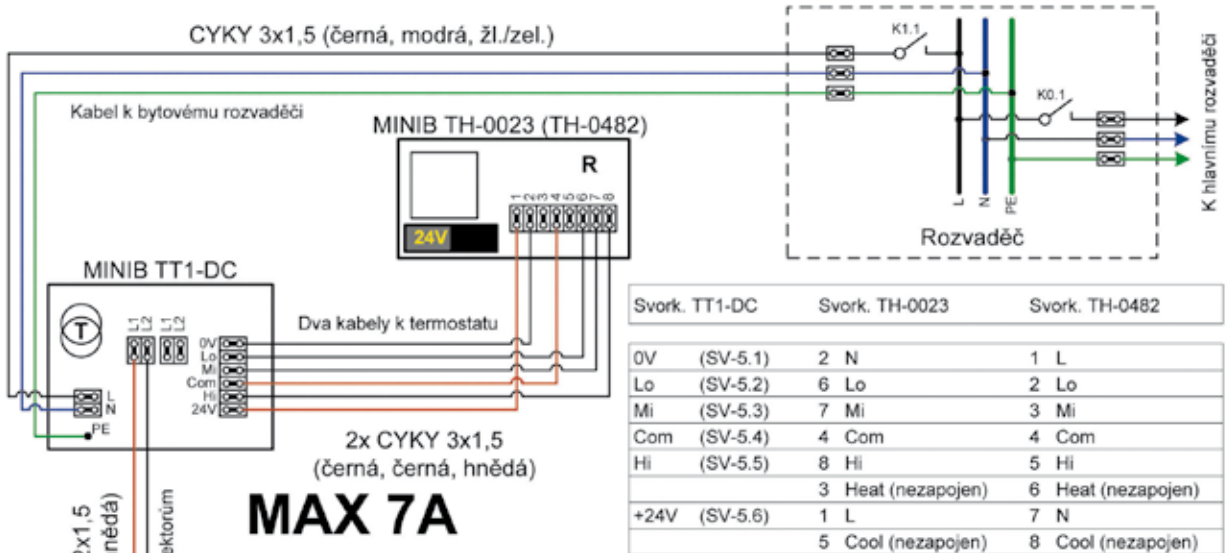 CYKY 3x1,5 (černá, modrá, žl./zel.)
K1.1
Kabel k bytovému rozvaděči
K0.1
K hlavnímu rozvaděči
MINIB TH-0023 (TH-0482)
R
1 2 3 4 5 6 7 8
24V
L
N
PE
Rozvaděč
MINIB TT1-DC
T
L1
L2
L1
L2
Dva kabely k termostatu
0V
Lo
Mi
Com
Hi
24V
L
N
PE
2x CYKY 3x1,5
(černá, černá, hnědá)
MAX 7A
2x1,5
Svork. TT1-DC Svork. TH-0023 Svork. TH-0482
0V (SV-5.1) 2 N 1 L
Lo (SV-5.2) 6 Lo 2 Lo
Mi (SV-5.3) 7 Mi 3 Mi
Com (SV-5.4) 4 Com 4 Com
Hi (SV-5.5) 8 Hi 5 Hi
3 Heat (nezapojen) 6 Heat (nezapojen)
+24V (SV-5.6) 1 L 7 N
5 Cool (nezapojen) 8 Cool (nezapojen)